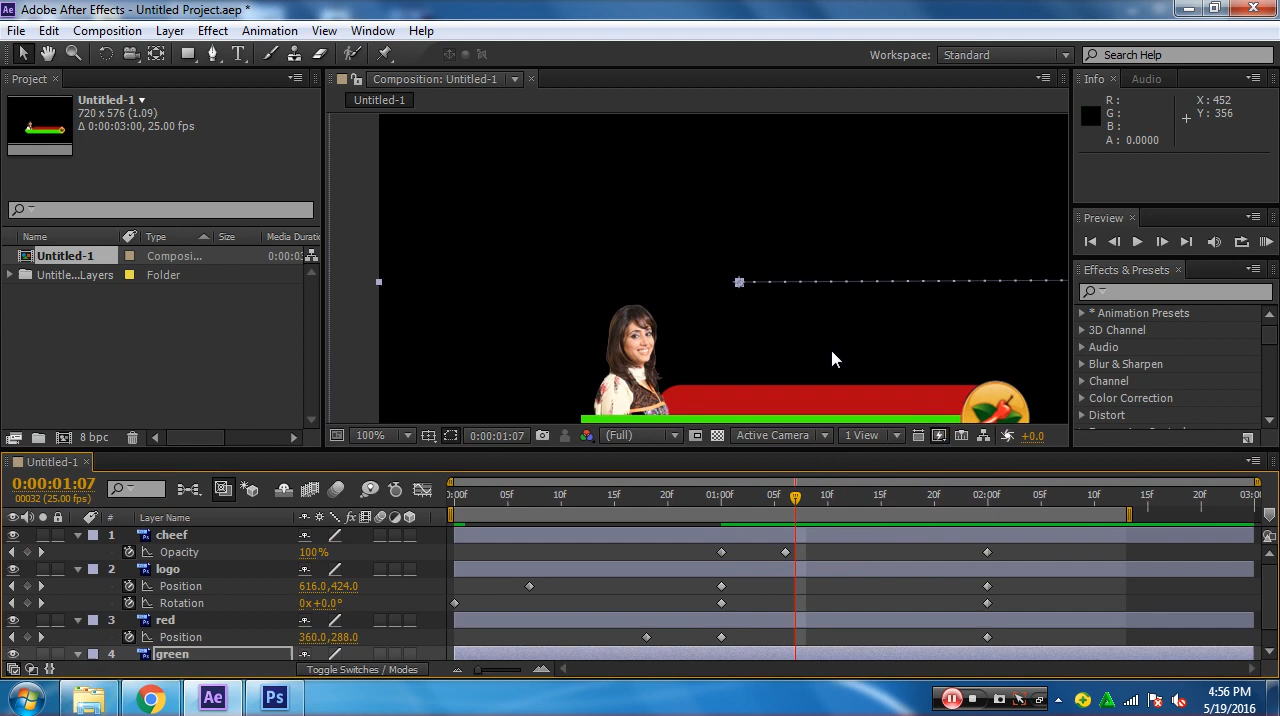 Adobe After Effects - Untitled Project.aep *
File Edit Composition Layer Effect Animation View Window Help
Workspace: Standard Search Help
Project Composition: Untitled-1 Info Audio
Untitled-1
720 x 576 (1.09)
Δ 0:00:03:00, 25.00 fps
Untitled-1
R :
G :
B :
A : 0.0000
X : 452
Y : 356
Preview
Name Type Size Media Duratic
Untitled-1 Composi... 0:00:0
Untitle...Layers Folder
Effects & Presets
* Animation Presets
3D Channel
Audio
Blur & Sharpen
Channel
Color Correction
Distort
8 bpc
100% 0:00:01:07 (Full) Active Camera 1 View +0.0
Untitled-1
0:00:01:07
00032 (25.00 fps)
0:00f 05f 10f 15f 20f 01:00f 05f 10f 15f 20f 02:00f 05f 10f 15f 20f 03:0
# Layer Name fx
1 cheef
Opacity 100%
2 logo
Position 616.0,424.0
Rotation 0x+0.0°
3 red
Position 360.0,288.0
4 green
Toggle Switches / Modes
Ae Ps
4:56 PM
5/19/2016